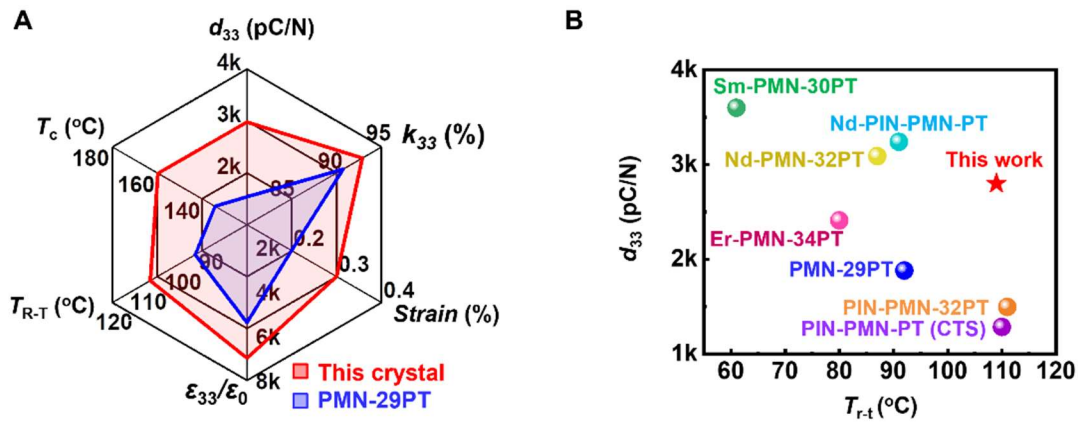 A
d₃₃ (pC/N)
4k
3k
2k
95
90
85
k₃₃ (%)
Tc (°C)
180
160
140
0.2
0.3
0.4
Strain (%)
90
100
110
120
TR-T (°C)
2k
4k
6k
8k
ε₃₃/ε₀
This crystal
PMN-29PT
B
4k
3k
2k
1k
d₃₃ (pC/N)
Sm-PMN-30PT
Nd-PIN-PMN-PT
Nd-PMN-32PT
This work
Er-PMN-34PT
PMN-29PT
PIN-PMN-32PT
PIN-PMN-PT (CTS)
60 70 80 90 100 110 120
Tr-t (°C)